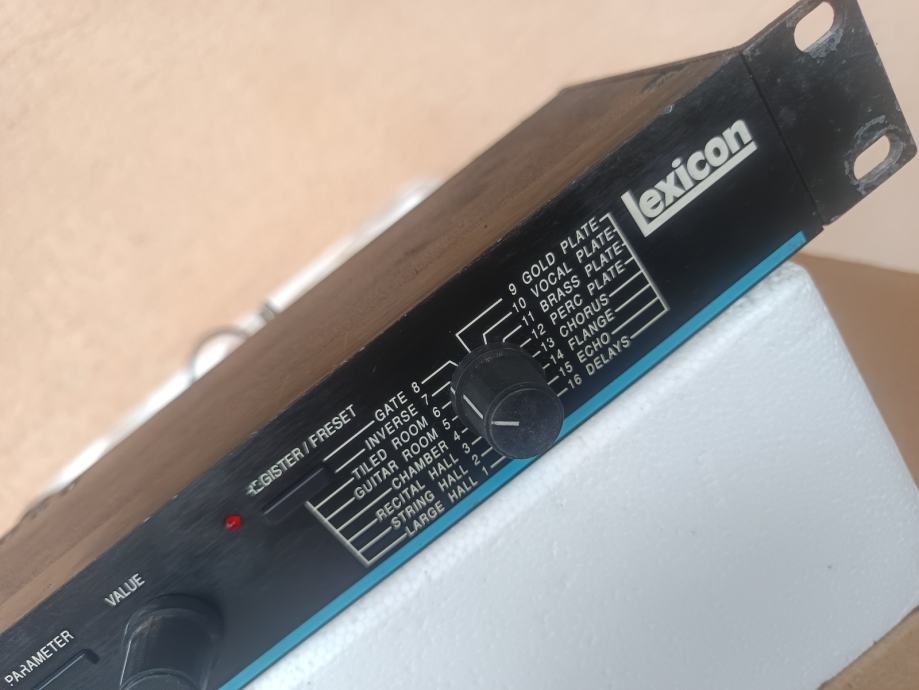 Lexicon
9 GOLD PLATE
10 VOCAL PLATE
11 BRASS PLATE
12 PERC PLATE
13 CHORUS
14 FLANGE
15 ECHO
16 DELAYS
GATE 8
INVERSE 7
TILED ROOM 6
GUITAR ROOM 5
CHAMBER 4
RECITAL HALL 3
STRING HALL 2
LARGE HALL 1
EGISTER / PRESET
VALUE
PARAMETER